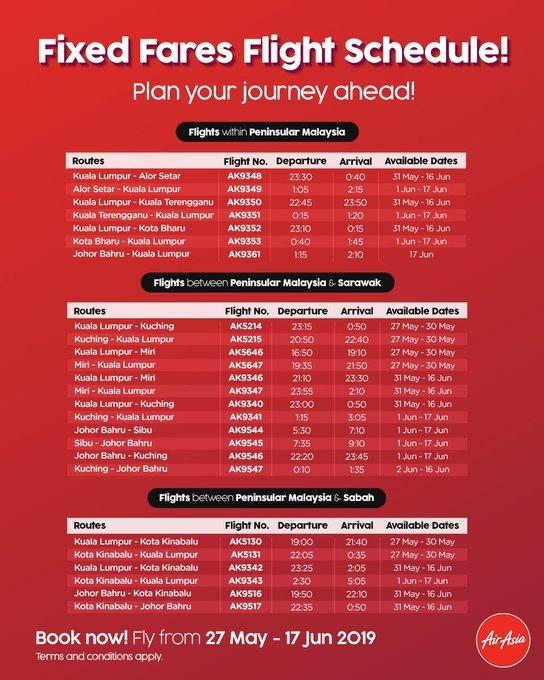 Fixed Fares Flight Schedule!
Plan your journey ahead!
Flights within Peninsular Malaysia
Routes Flight No. Departure Arrival Available Dates
Kuala Lumpur - Alor Setar AK9348 23:30 0:40 31 May - 16 Jun
Alor Setar - Kuala Lumpur AK9349 1:05 2:15 1 Jun - 17 Jun
Kuala Lumpur - Kuala Terengganu AK9350 22:45 23:50 31 May - 16 Jun
Kuala Terengganu - Kuala Lumpur AK9351 0:15 1:20 1 Jun - 17 Jun
Kuala Lumpur - Kota Bharu AK9352 23:10 0:15 31 May - 16 Jun
Kota Bharu - Kuala Lumpur AK9353 0:40 1:45 1 Jun - 17 Jun
Johor Bahru - Kuala Lumpur AK9361 1:15 2:10 17 Jun
Flights between Peninsular Malaysia & Sarawak
Routes Flight No. Departure Arrival Available Dates
Kuala Lumpur - Kuching AK5214 23:15 0:50 27 May - 30 May
Kuching - Kuala Lumpur AK5215 20:50 22:40 27 May - 30 May
Kuala Lumpur - Miri AK5646 16:50 19:10 27 May - 30 May
Miri - Kuala Lumpur AK5647 19:35 21:50 27 May - 30 May
Kuala Lumpur - Miri AK9346 21:10 23:30 31 May - 16 Jun
Miri - Kuala Lumpur AK9347 23:55 2:10 31 May - 16 Jun
Kuala Lumpur - Kuching AK9340 23:00 0:50 31 May - 16 Jun
Kuching - Kuala Lumpur AK9341 1:15 3:05 1 Jun - 17 Jun
Johor Bahru - Sibu AK9544 5:30 7:10 1 Jun - 17 Jun
Sibu - Johor Bahru AK9545 7:35 9:10 1 Jun - 17 Jun
Johor Bahru - Kuching AK9546 22:20 23:45 1 Jun - 17 Jun
Kuching - Johor Bahru AK9547 0:10 1:35 2 Jun - 16 Jun
Flights between Peninsular Malaysia & Sabah
Routes Flight No. Departure Arrival Available Dates
Kuala Lumpur - Kota Kinabalu AK5130 19:00 21:40 27 May - 30 May
Kota Kinabalu - Kuala Lumpur AK5131 22:05 0:35 27 May - 30 May
Kuala Lumpur - Kota Kinabalu AK9342 23:25 2:05 31 May - 16 Jun
Kota Kinabalu - Kuala Lumpur AK9343 2:30 5:05 1 Jun - 17 Jun
Johor Bahru - Kota Kinabalu AK9516 19:50 22:10 31 May - 16 Jun
Kota Kinabalu - Johor Bahru AK9517 22:35 0:50 31 May - 16 Jun
Book now! Fly from 27 May - 17 Jun 2019
Terms and conditions apply.
AirAsia